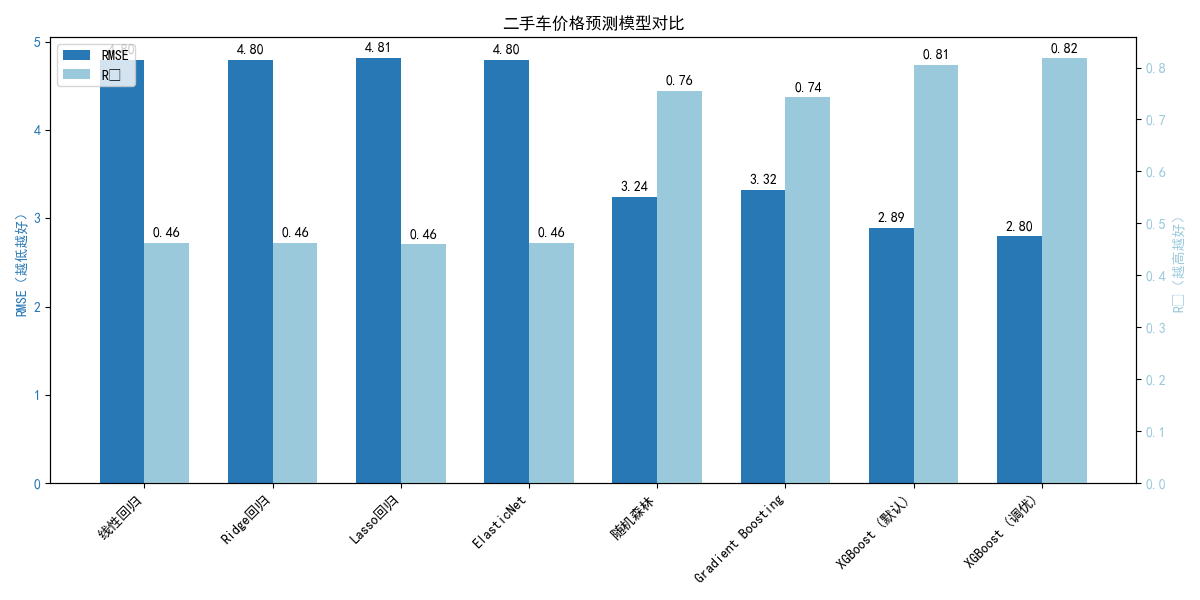 二手车价格预测模型对比
RMSE
R□
4.80
4.80
4.81
4.80
3.24
3.32
2.89
2.80
0.46
0.46
0.46
0.46
0.76
0.74
0.81
0.82
RMSE（越低越好）
5
4
3
2
1
0
R□（越高越好）
0.8
0.7
0.6
0.5
0.4
0.3
0.2
0.1
0.0
线性回归
Ridge回归
Lasso回归
ElasticNet
随机森林
Gradient Boosting
XGBoost (默认)
XGBoost (调优)